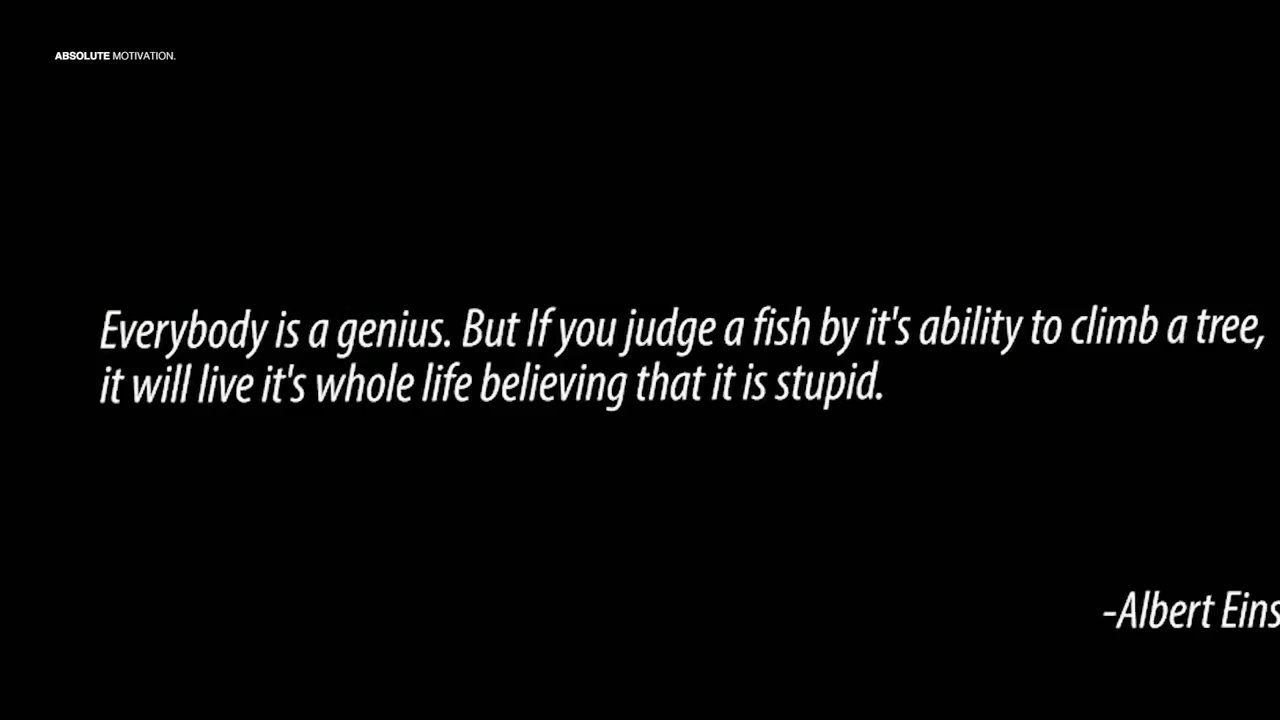 ABSOLUTE MOTIVATION.
Everybody is a genius. But If you judge a fish by it's ability to climb a tree,
it will live it's whole life believing that it is stupid.
-Albert Eins